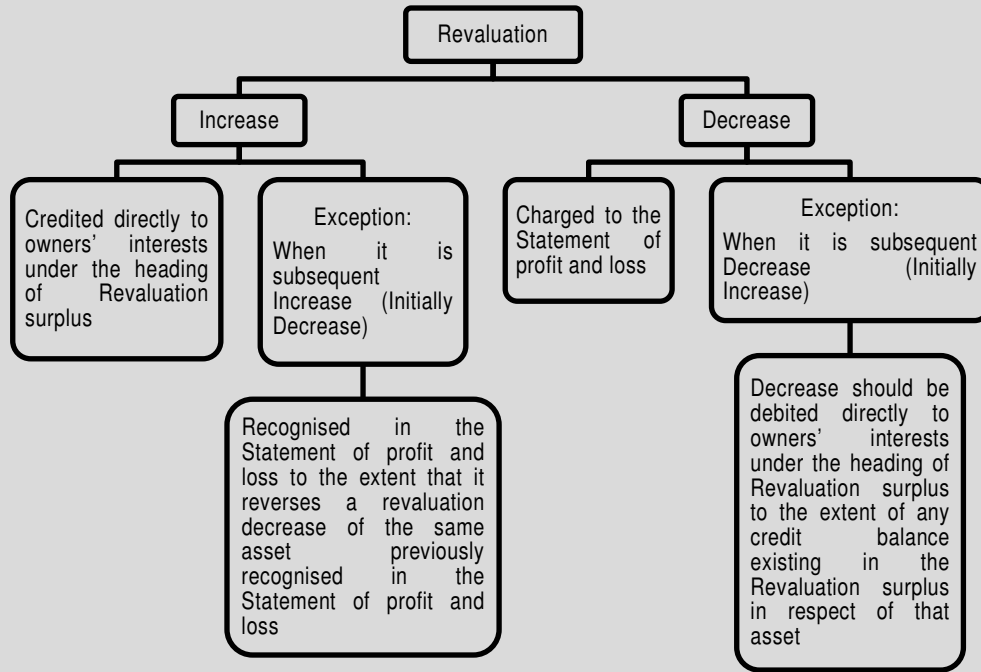 Revaluation
Increase
Decrease
Credited directly to
owners' interests
under the heading
of Revaluation
surplus
Exception:
When it is
subsequent
Increase (Initially
Decrease)
Charged to the
Statement of
profit and loss
Exception:
When it is subsequent
Decrease (Initially
Increase)
Recognised in the
Statement of profit and
loss to the extent that it
reverses a revaluation
decrease of the same
asset previously
recognised in the
Statement of profit and
loss
Decrease should be
debited directly to
owners' interests
under the heading of
Revaluation surplus
to the extent of any
credit balance
existing in the
Revaluation surplus
in respect of that
asset